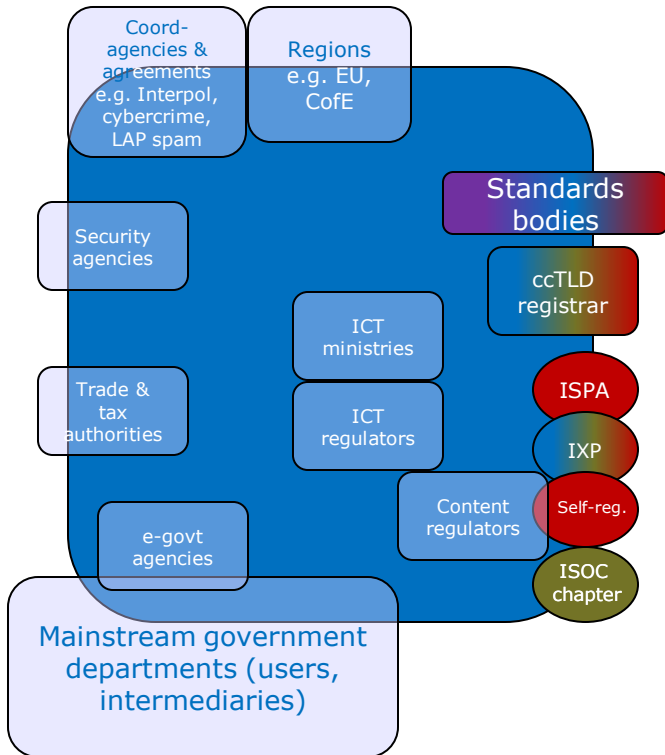 Coord-
agencies &
agreements
e.g. Interpol,
cybercrime,
LAP spam
Regions
e.g. EU,
CofE
Standards
bodies
Security
agencies
ccTLD
registrar
ICT
ministries
ISPA
Trade &
tax
authorities
ICT
regulators
IXP
Content
regulators
Self-reg.
e-govt
agencies
ISOC
chapter
Mainstream government
departments (users,
intermediaries)